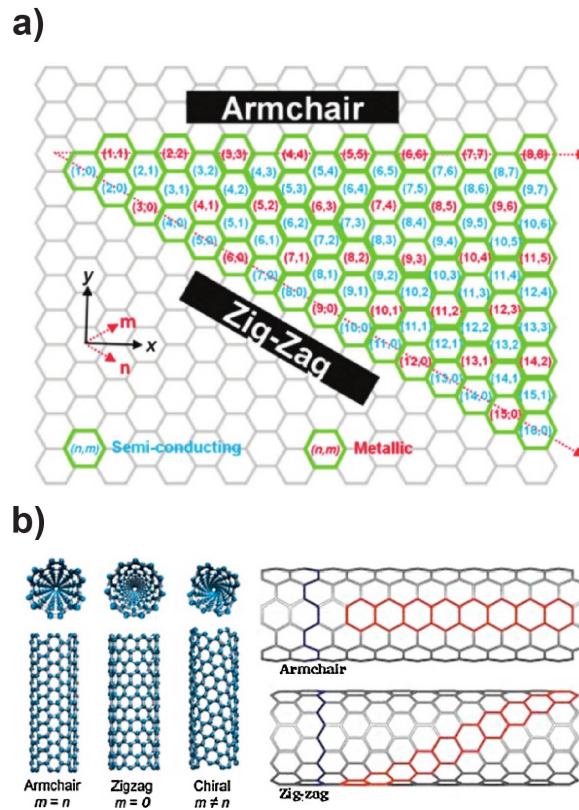 a)
Armchair
(1,1) (2,2) (3,3) (4,4) (5,5) (6,6) (7,7) (8,8)
(1,0) (2,1) (3,2) (4,3) (5,4) (6,5) (7,6) (8,7)
(2,0) (3,1) (4,2) (5,3) (6,4) (7,5) (8,6) (9,7)
(3,0) (4,1) (5,2) (6,3) (7,4) (8,5) (9,6)
(4,0) (5,1) (6,2) (7,3) (8,4) (9,5) (10,6)
(5,0) (6,1) (7,2) (8,3) (9,4) (10,5)
(6,0) (7,1) (8,2) (9,3) (10,4) (11,5)
(7,0) (8,1) (9,2) (10,3) (11,4)
(8,0) (9,1) (10,2) (11,3) (12,4)
(9,0) (10,1) (11,2) (12,3)
(10,0) (11,1) (12,2) (13,3)
(11,0) (12,1) (13,2)
(12,0) (13,1) (14,2)
(13,0) (14,1)
(14,0) (15,1)
(15,0)
(16,0)
y
m
x
n
Zig-Zag
(n,m) Semi-conducting
(n,m) Metallic
b)
Armchair
m = n
Zigzag
m = 0
Chiral
m ≠ n
Armchair
Zig-zag